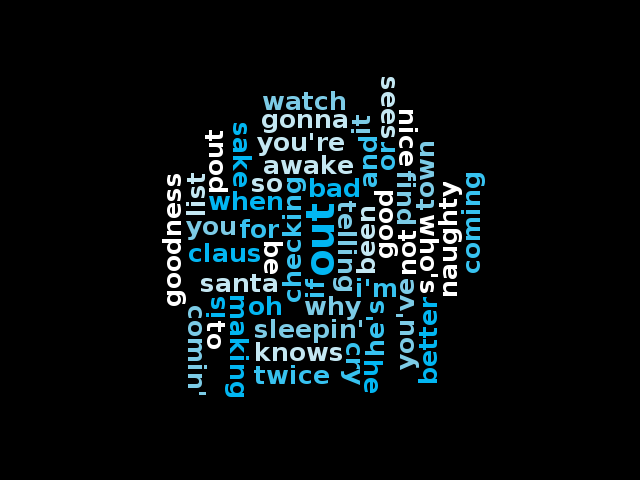 watch
gonna
you're
awake
so
bad
when
you
for
claus
santa
oh
why
i'm
sleepin'
knows
twice
goodness
list
pout
sake
be
checking
out
if
telling
been
and
it
sees
or
nice
good
find
not
town
who's
naughty
coming
comin'
is
to
making
cry
he's
he
you've
better